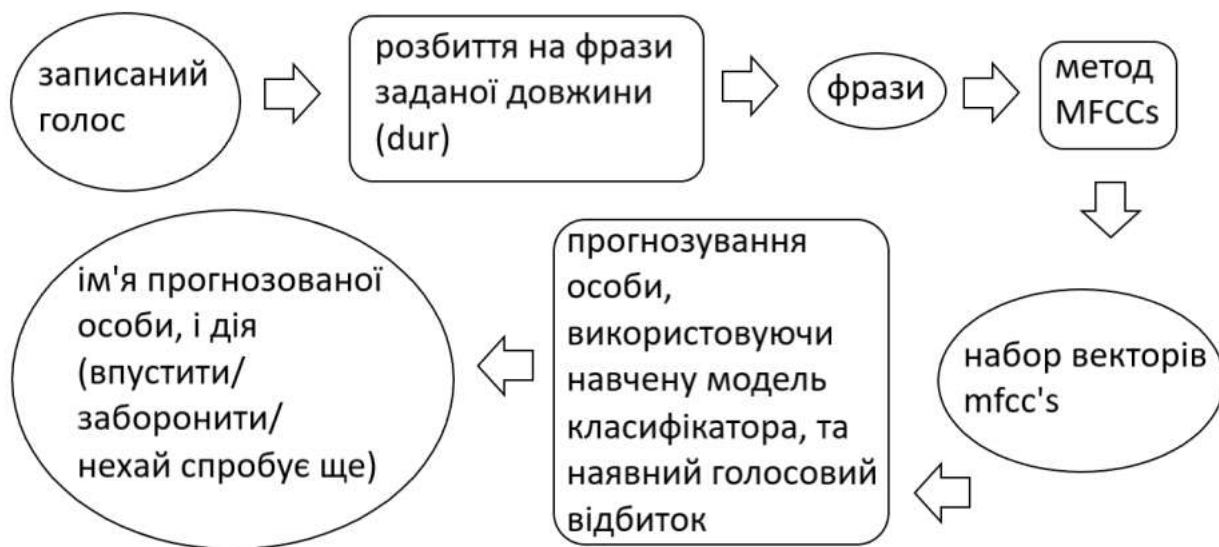 записаний
голос
розбиття на фрази
заданої довжини
(dur)
фрази
метод
MFCCs
набор векторів
mfcc's
прогнозування
особи,
використовуючи
навчену модель
класифікатора, та
наявний голосовий
відбиток
ім'я прогнозованої
особи, і дія
(впустити/
заборонити/
нехай спробує ще)